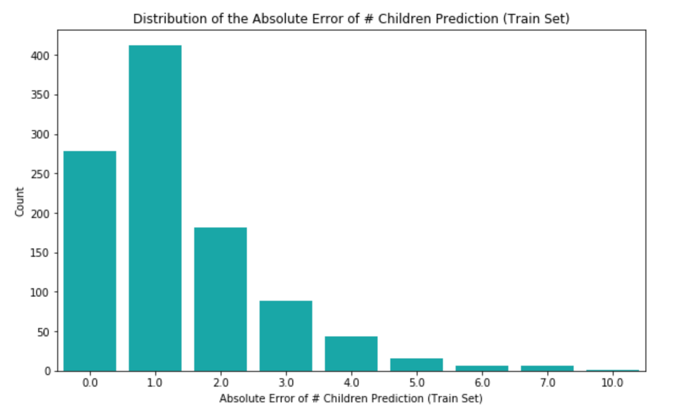 Distribution of the Absolute Error of # Children Prediction (Train Set)
400
350
300
250
200
150
100
50
0
Count
0.0 1.0 2.0 3.0 4.0 5.0 6.0 7.0 10.0
Absolute Error of # Children Prediction (Train Set)